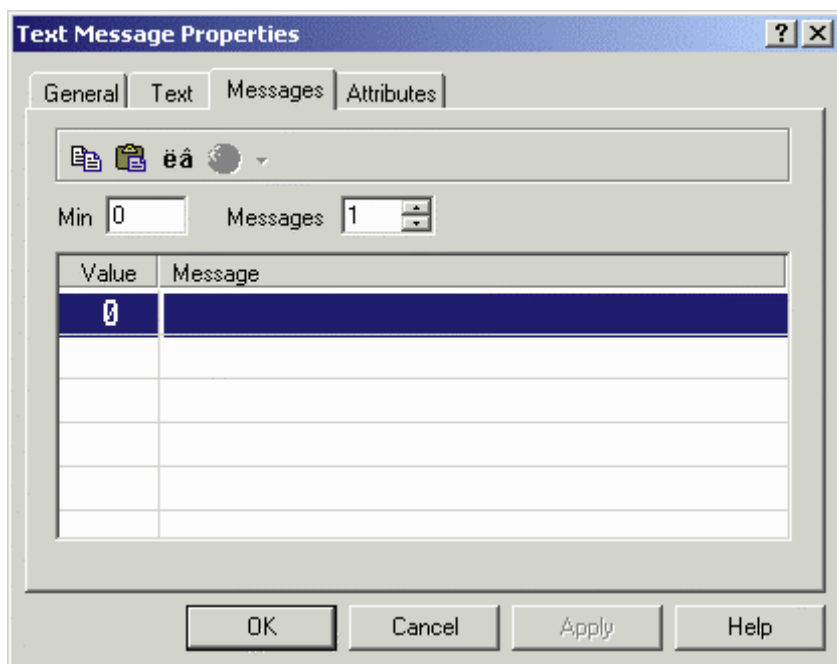 Text Message Properties ? X
General Text Messages Attributes
ëâ
Min 0 Messages 1
Value Message
0
OK Cancel Apply Help